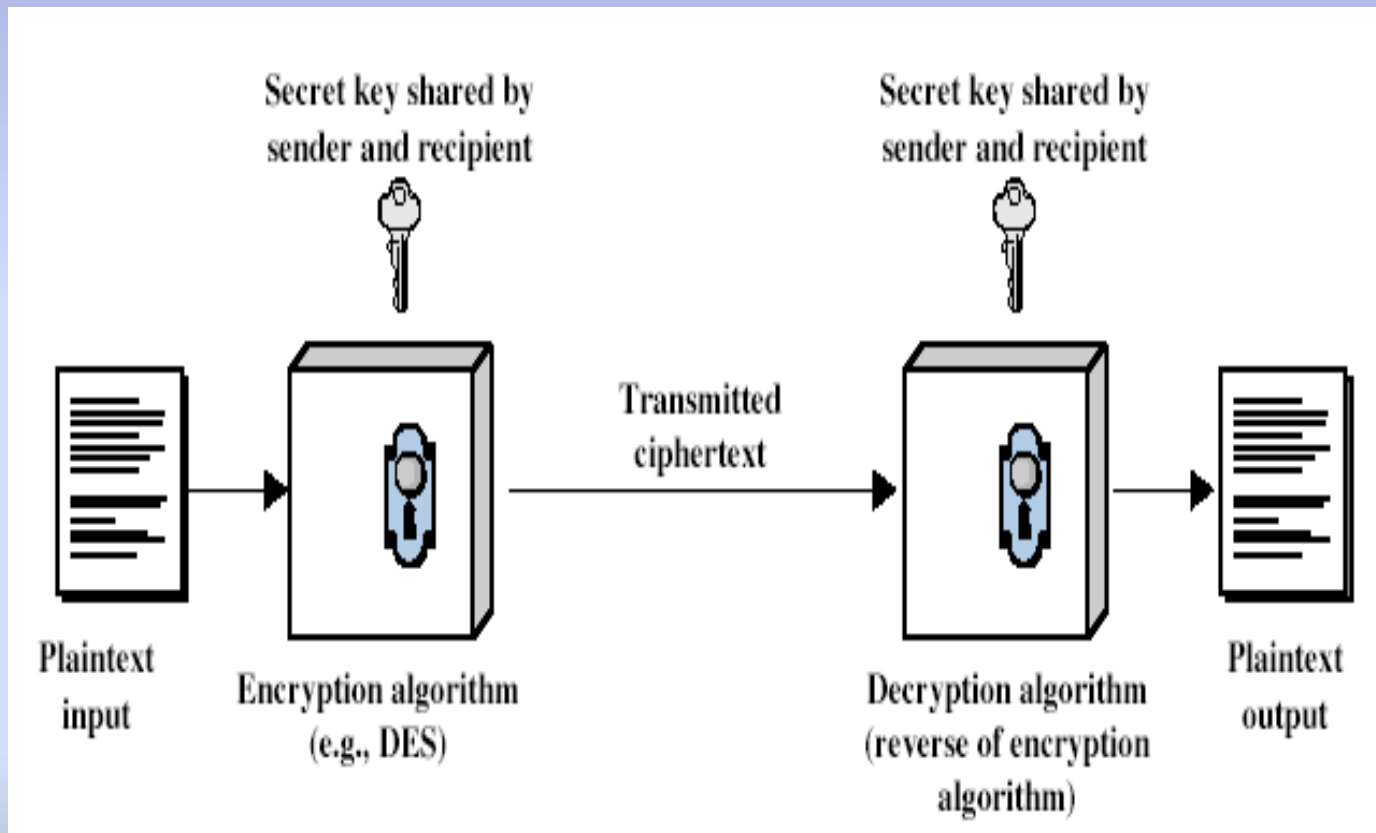 Secret key shared by
sender and recipient
Secret key shared by
sender and recipient
Transmitted
ciphertext
Plaintext
input
Encryption algorithm
(e.g., DES)
Decryption algorithm
(reverse of encryption
algorithm)
Plaintext
output